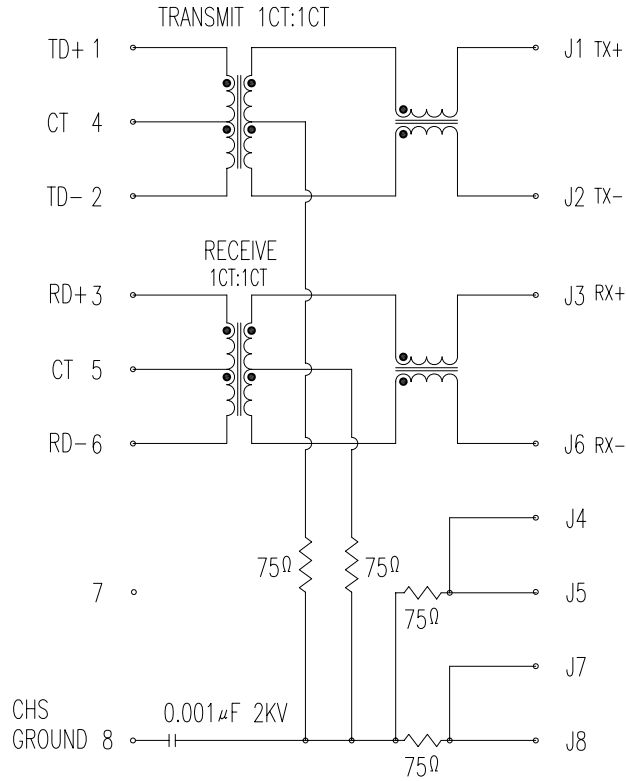 TRANSMIT 1CT:1CT
TD+ 1
J1 TX+
CT 4
TD- 2
J2 TX-
RECEIVE
1CT:1CT
RD+ 3
J3 RX+
CT 5
RD- 6
J6 RX-
J4
75Ω
75Ω
7
J5
75Ω
J7
CHS
GROUND 8
0.001µF 2KV
J8
75Ω